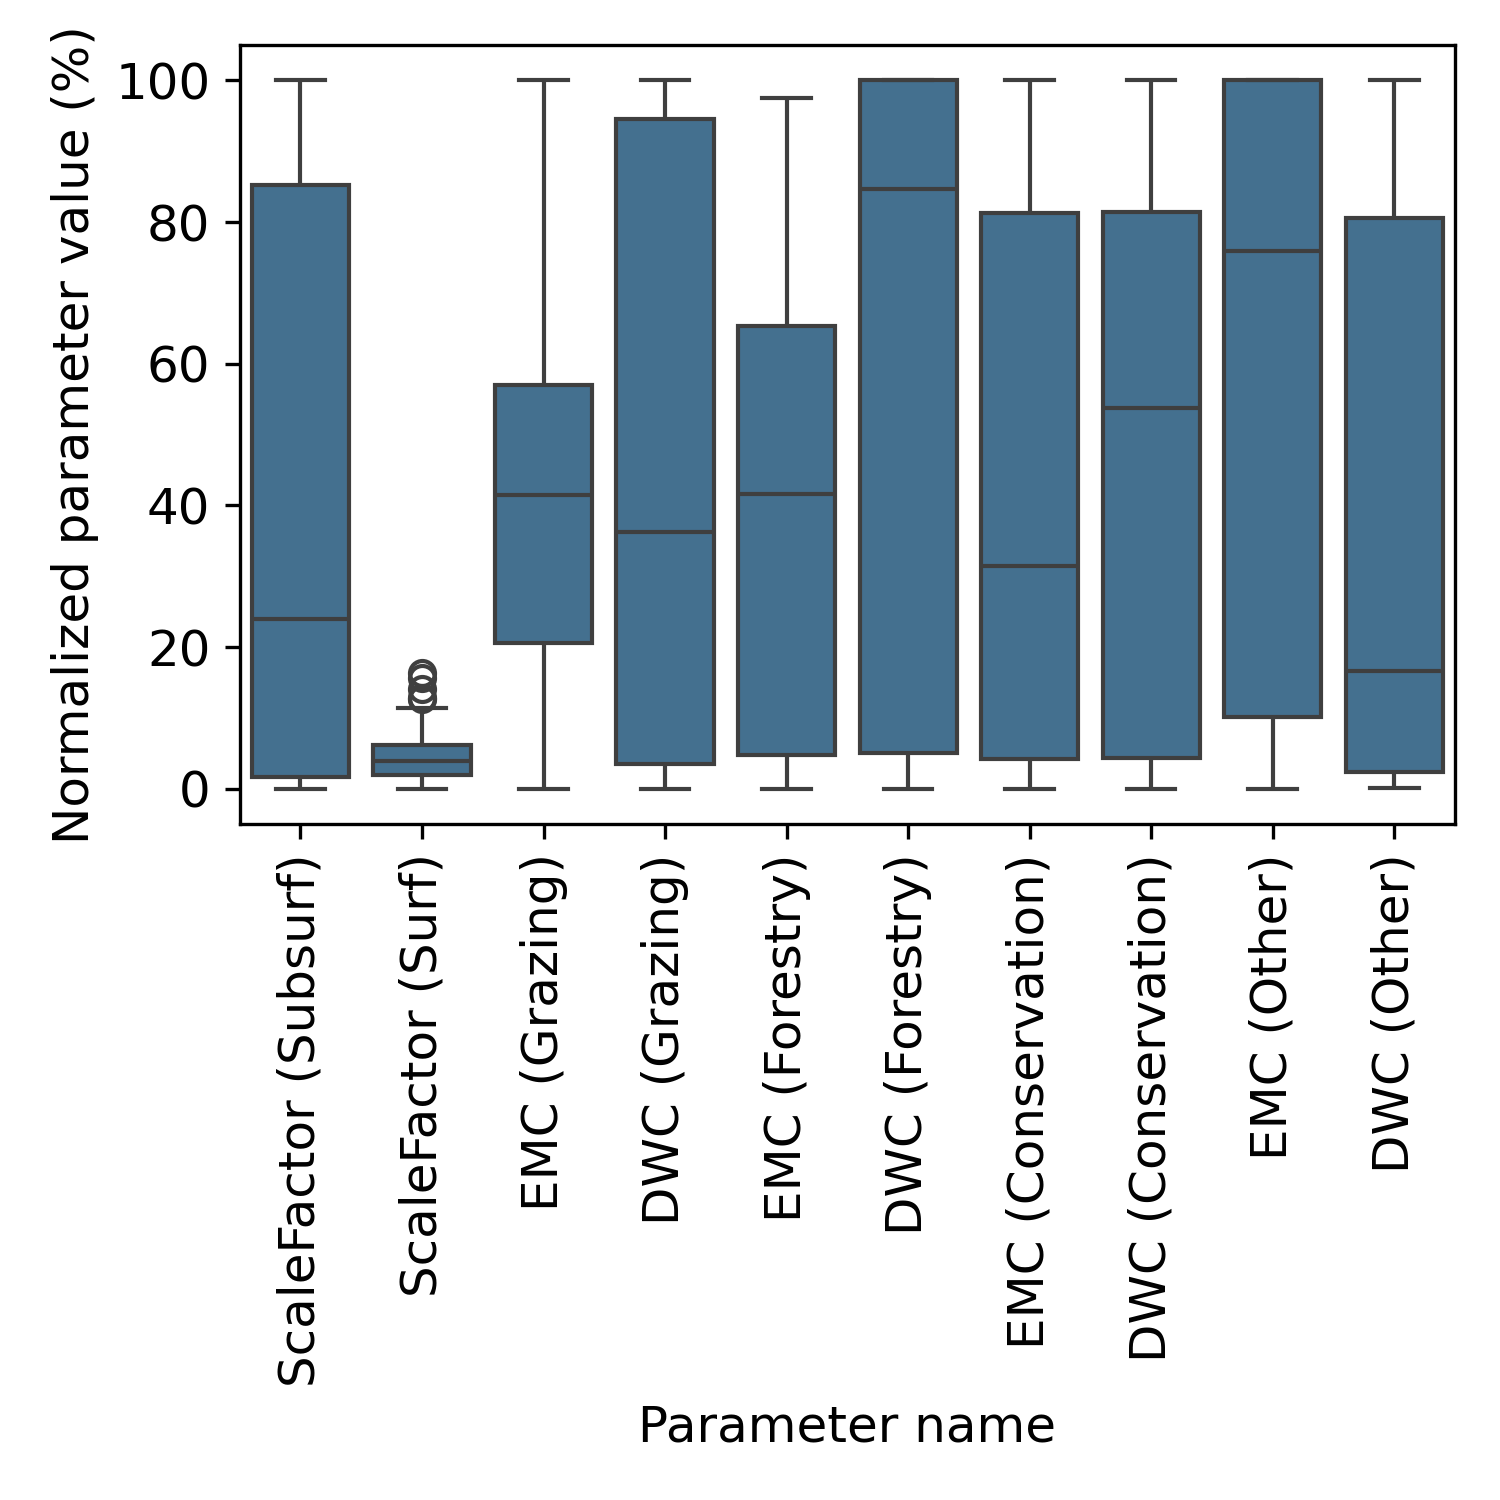 Normalized parameter value (%)
100
80
60
40
20
0
ScaleFactor (Subsurf)
ScaleFactor (Surf)
EMC (Grazing)
DWC (Grazing)
EMC (Forestry)
DWC (Forestry)
EMC (Conservation)
DWC (Conservation)
EMC (Other)
DWC (Other)
Parameter name